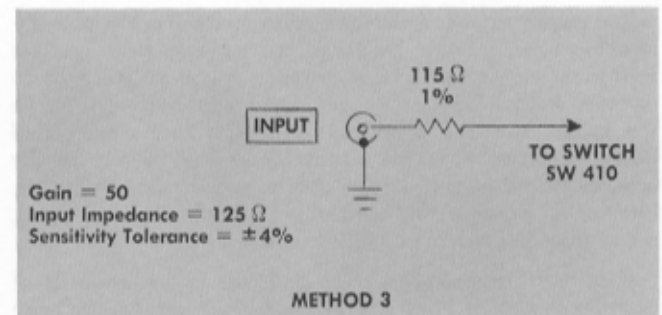 115 Ω
1%
INPUT
TO SWITCH
SW 410
Gain = 50
Input Impedance = 125 Ω
Sensitivity Tolerance = ±4%
METHOD 3